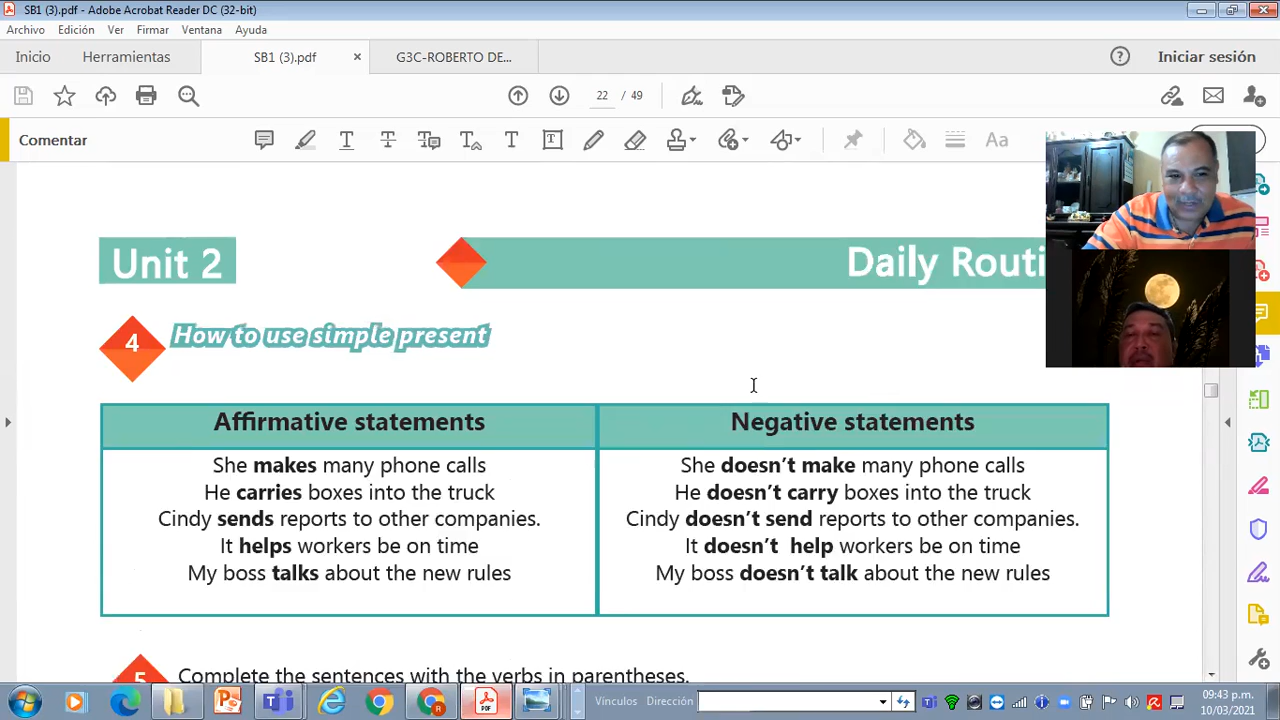 SB1 (3).pdf - Adobe Acrobat Reader DC (32-bit)
Archivo Edición Ver Firmar Ventana Ayuda
Inicio Herramientas SB1 (3).pdf × G3C-ROBERTO DE... Iniciar sesión
22 / 49
Comentar
Unit 2
Daily Routi
4 How to use simple present
Affirmative statements Negative statements
She makes many phone calls She doesn't make many phone calls
He carries boxes into the truck He doesn't carry boxes into the truck
Cindy sends reports to other companies. Cindy doesn't send reports to other companies.
It helps workers be on time It doesn't help workers be on time
My boss talks about the new rules My boss doesn't talk about the new rules
5 Complete the sentences with the verbs in parentheses.
Vínculos Dirección
09:43 p.m.
10/03/2021